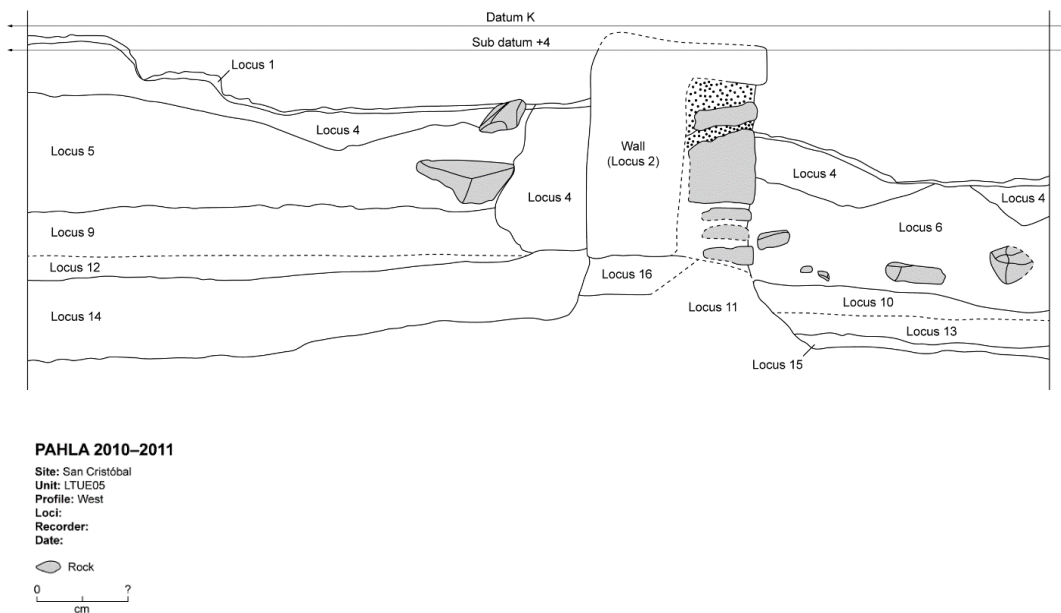 Datum K
Sub datum +4
Locus 1
Locus 4
Locus 5
Wall
(Locus 2)
Locus 4
Locus 4
Locus 4
Locus 6
Locus 9
Locus 12
Locus 16
Locus 14
Locus 11
Locus 10
Locus 13
Locus 15
PAHLA 2010–2011
Site: San Cristóbal
Unit: LTUE05
Profile: West
Loci:
Recorder:
Date:
Rock
0 ?
cm